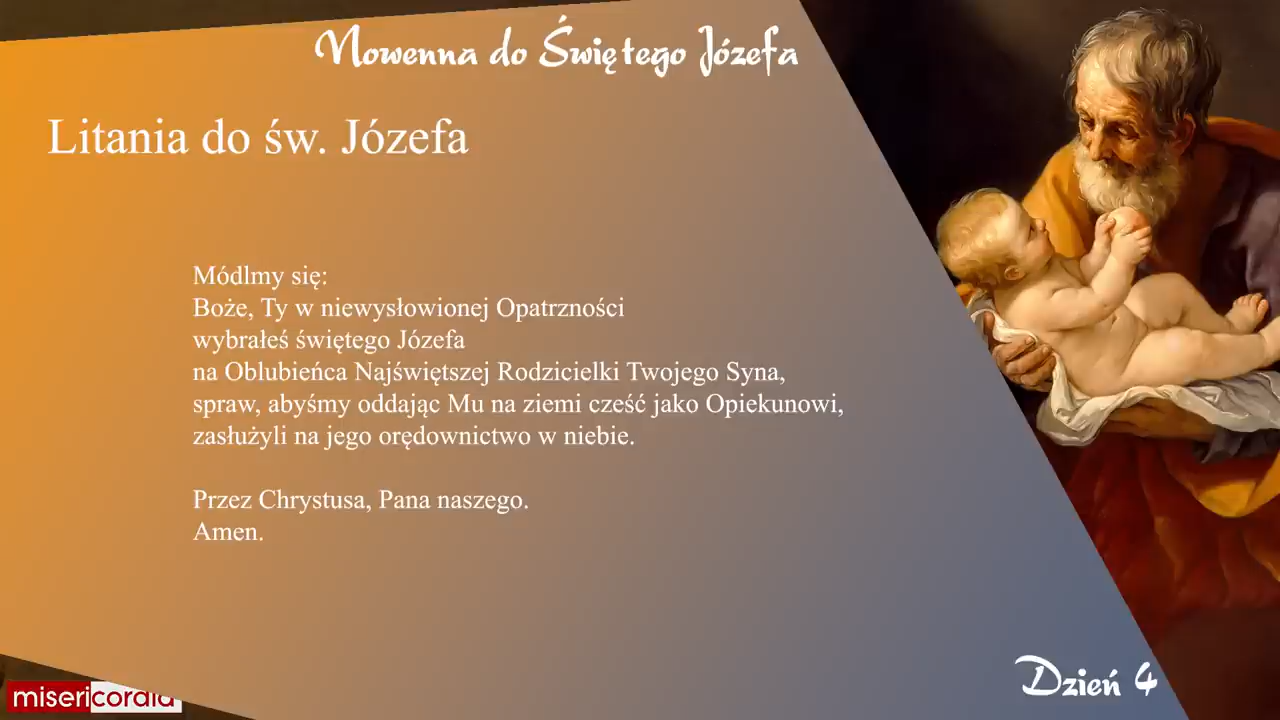 Nowenna do Świętego Józefa
Litania do św. Józefa
Módlmy się:
Boże, Ty w niewysłowionej Opatrzności
wybrałeś świętego Józefa
na Oblubieńca Najświętszej Rodzicielki Twojego Syna,
spraw, abyśmy oddając Mu na ziemi cześć jako Opiekunowi,
zasłużyli na jego orędownictwo w niebie.
Przez Chrystusa, Pana naszego.
Amen.
Dzień 4
misericordia